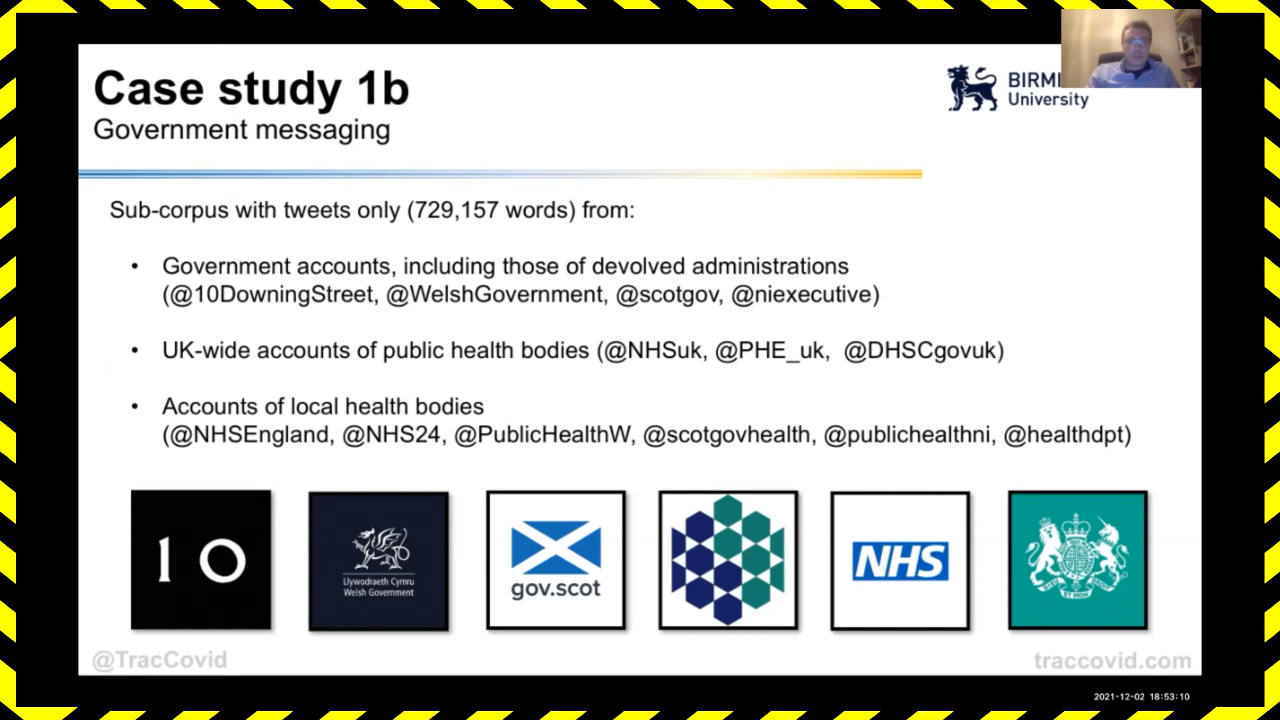 Case study 1b
Government messaging
BIRM
University
Sub-corpus with tweets only (729,157 words) from:
• Government accounts, including those of devolved administrations
(@10DowningStreet, @WelshGovernment, @scotgov, @niexecutive)
• UK-wide accounts of public health bodies (@NHSuk, @PHE_uk, @DHSCgovuk)
• Accounts of local health bodies
(@NHSEngland, @NHS24, @PublicHealthW, @scotgovhealth, @publichealthni, @healthdpt)
10
Llywodraeth Cymru
Welsh Government
gov.scot
NHS
@TracCovid
traccovid.com
2021-12-02 18:53:10